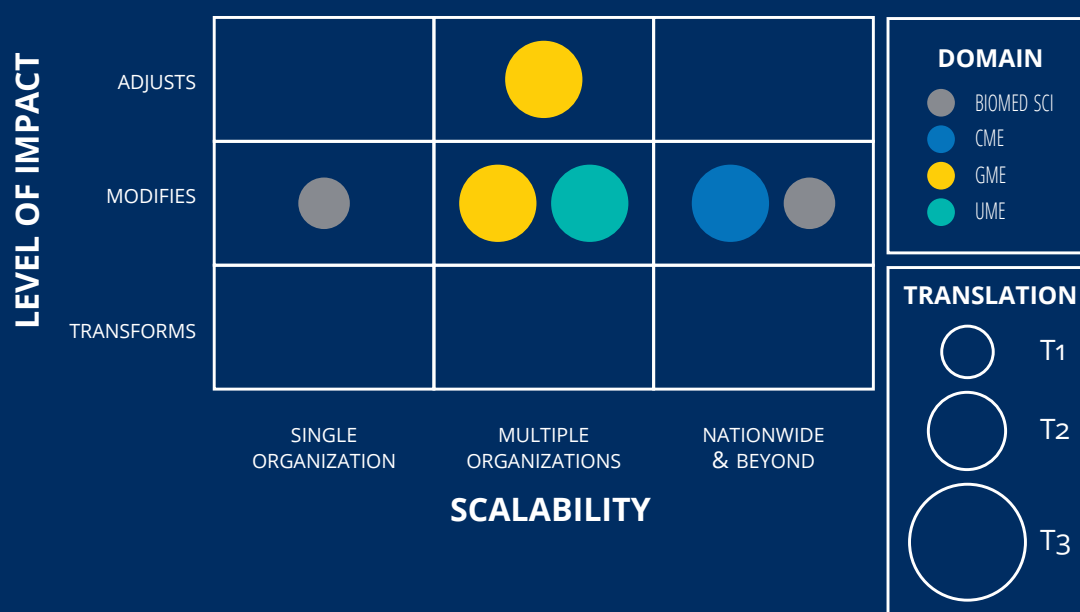 LEVEL OF IMPACT
ADJUSTS
MODIFIES
TRANSFORMS
SINGLE
ORGANIZATION
MULTIPLE
ORGANIZATIONS
NATIONWIDE
& BEYOND
SCALABILITY
DOMAIN
BIOMED SCI
CME
GME
UME
TRANSLATION
T1
T2
T3